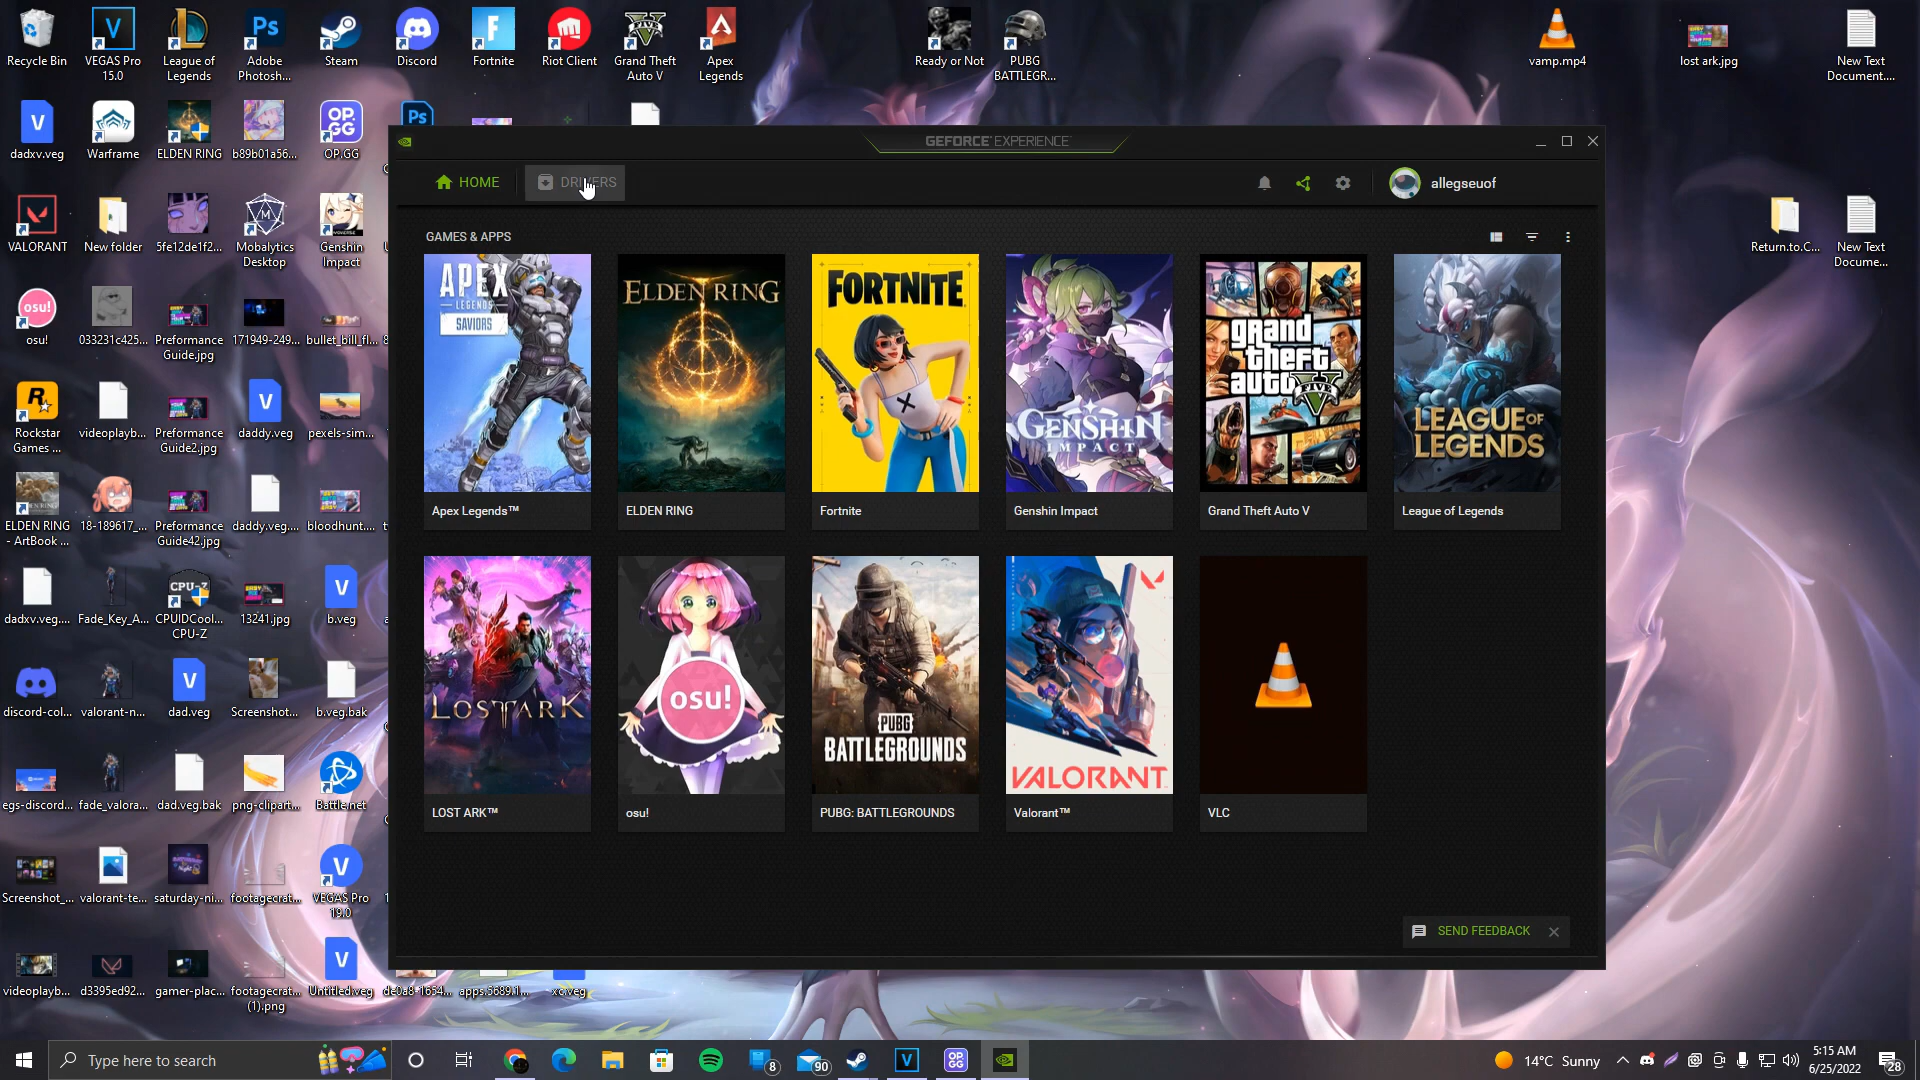 Recycle Bin
VEGAS Pro
15.0
League of
Legends
Adobe
Photosh...
Steam
Discord
Fortnite
Riot Client
Grand Theft
Auto V
Apex
Legends
Ready or Not
PUBG
BATTLEGR...
vamp.mp4
lost ark.jpg
New Text
Document....
dadxv.veg
Warframe
ELDEN RING
b89b01a56...
OP.GG
VALORANT
New folder
5fe12de1f2...
Mobalytics
Desktop
Genshin
Impact
Return.to.C...
New Text
Docume...
osu!
033231c425...
Preformance
Guide.jpg
171949-249...
bullet_bill_fl...
Rockstar
Games ...
videoplayb...
Preformance
Guide2.jpg
daddy.veg
pexels-sim...
ELDEN RING
- ArtBook ...
18-189617_...
Preformance
Guide42.jpg
daddy.veg....
bloodhunt....
dadxv.veg....
Fade_Key_A...
CPUIDCool...
CPU-Z
13241.jpg
b.veg
discord-col...
valorant-n...
dad.veg
Screenshot...
b.veg.bak
egs-discord...
fade_valora...
dad.veg.bak
png-clipart...
Battle.net
Screenshot_...
valorant-te...
saturday-ni...
footagecrat...
VEGAS Pro
19.0
videoplayb...
d3395ed92...
gamer-plac...
footagecrat...
(1).png
Untitled.veg
de0a8-1654...
apps.5689.1...
xo.veg
GEFORCE EXPERIENCE
HOME
DRIVERS
allegseuof
GAMES & APPS
APEX
LEGENDS
SAVIORS
ELDEN RING
FORTNITE
GENSHIN
IMPACT
grand
theft
auto
FIVE
LEAGUE OF
LEGENDS
Apex Legends™
ELDEN RING
Fortnite
Genshin Impact
Grand Theft Auto V
League of Legends
LOST ARK
osu!
PUBG
BATTLEGROUNDS
VALORANT
LOST ARK™
osu!
PUBG: BATTLEGROUNDS
Valorant™
VLC
SEND FEEDBACK
Type here to search
8
90
OP
GG
14°C Sunny
5:15 AM
6/25/2022
28